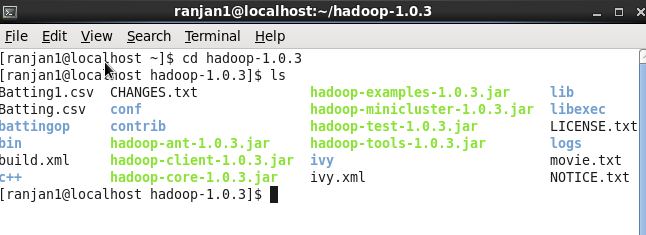 ranjan1@localhost:~/hadoop-1.0.3
File Edit View Search Terminal Help
[ranjan1@localhost ~]$ cd hadoop-1.0.3
[ranjan1@localhost hadoop-1.0.3]$ ls
Batting1.csv CHANGES.txt hadoop-examples-1.0.3.jar lib
Batting.csv conf hadoop-minicluster-1.0.3.jar libexec
battingop contrib hadoop-test-1.0.3.jar LICENSE.txt
bin hadoop-ant-1.0.3.jar hadoop-tools-1.0.3.jar logs
build.xml hadoop-client-1.0.3.jar ivy movie.txt
c++ hadoop-core-1.0.3.jar ivy.xml NOTICE.txt
[ranjan1@localhost hadoop-1.0.3]$